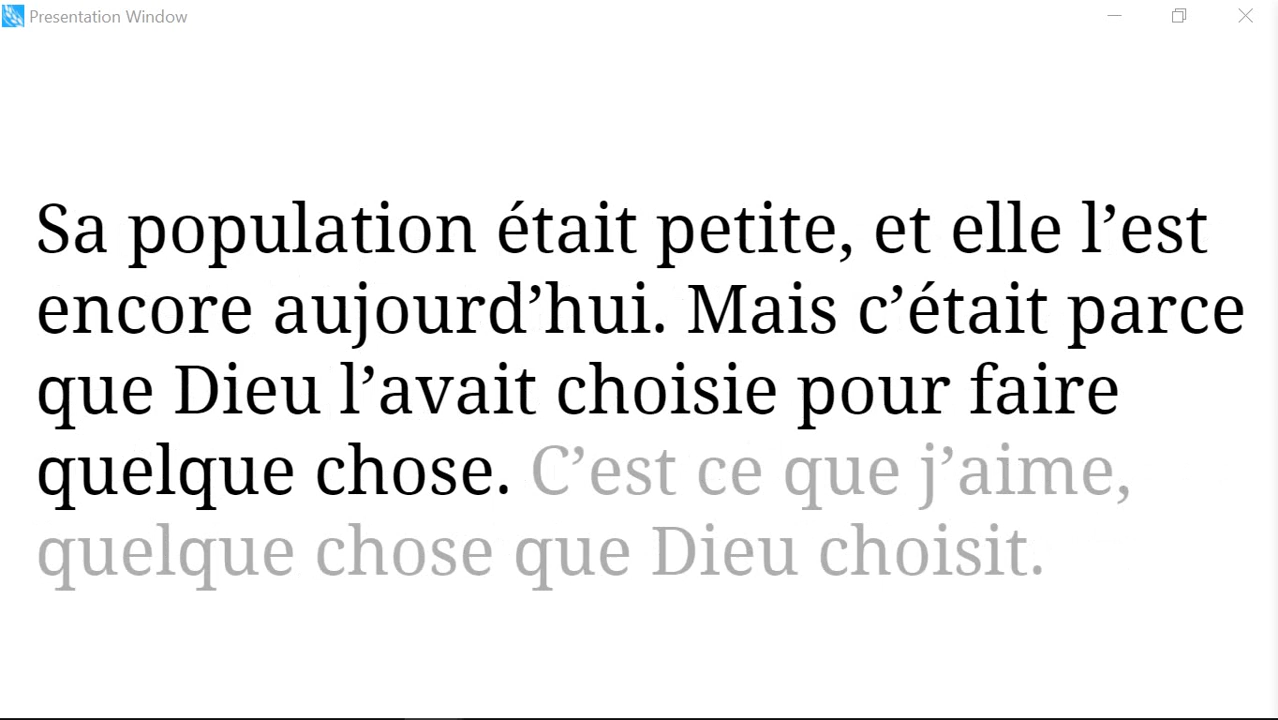 Presentation Window
Sa population était petite, et elle l’est
encore aujourd’hui. Mais c’était parce
que Dieu l’avait choisie pour faire
quelque chose. C’est ce que j’aime,
quelque chose que Dieu choisit.